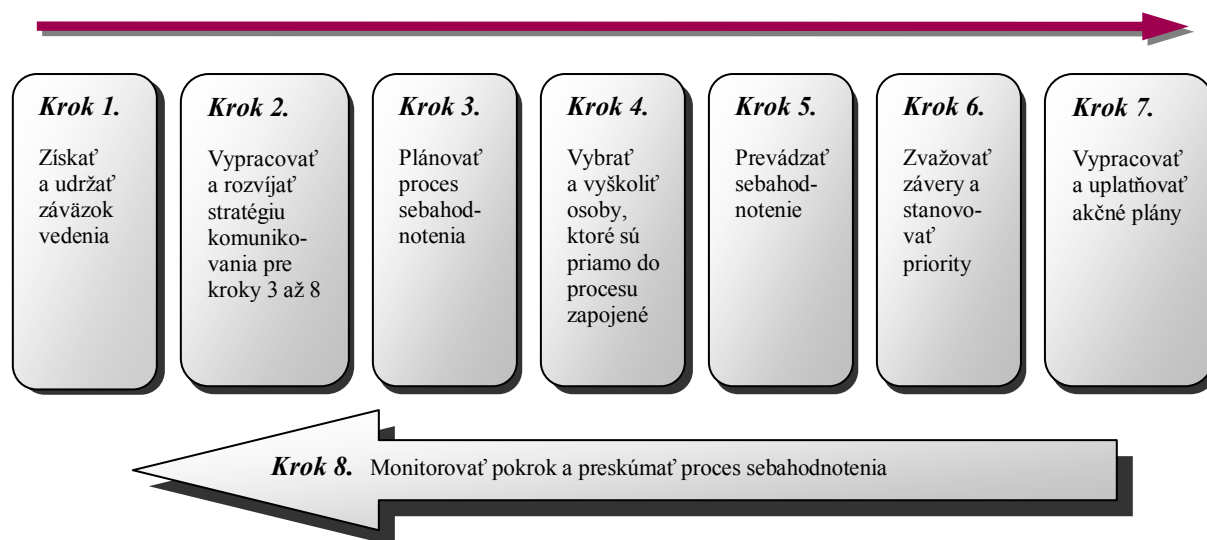 Krok 1.
Získať
a udržať
záväzok
vedenia
Krok 2.
Vypracovať
a rozvíjať
stratégiu
komuniko-
vania pre
kroky 3 až 8
Krok 3.
Plánovať
proces
sebahod-
notenia
Krok 4.
Vybrať
a vyškoliť
osoby,
ktoré sú
priamo do
procesu
zapojené
Krok 5.
Prevádzať
sebahod-
notenie
Krok 6.
Zvažovať
závery a
stanovo-
vať
priority
Krok 7.
Vypracovať
a uplatňovať
akčné plány
Krok 8. Monitorovať pokrok a preskúmať proces sebahodnotenia